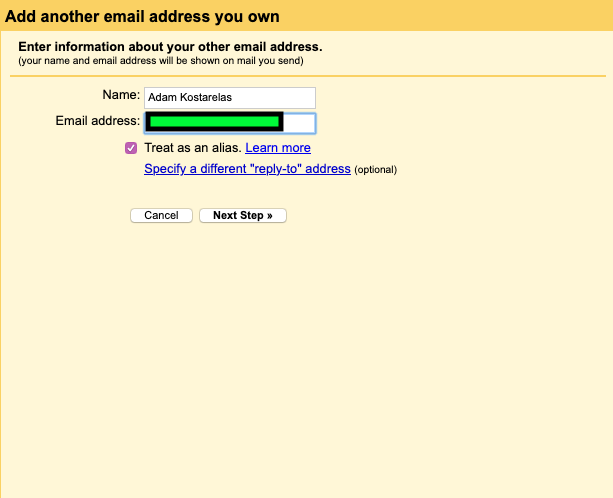 Add another email address you own
Enter information about your other email address.
(your name and email address will be shown on mail you send)
Name: Adam Kostarelas
Email address:
Treat as an alias. Learn more
Specify a different "reply-to" address (optional)
Cancel Next Step »